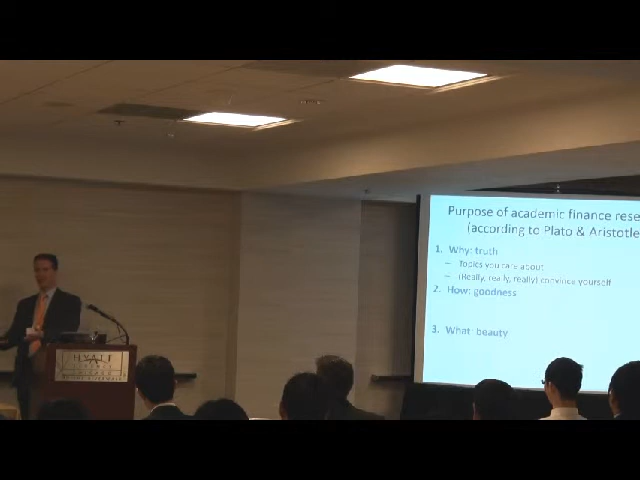 Purpose of academic finance rese
(according to Plato & Aristotle
1. Why: truth
– Topics you care about
– (Really, really, really) convince yourself
2. How: goodness
3. What: beauty
HYATT